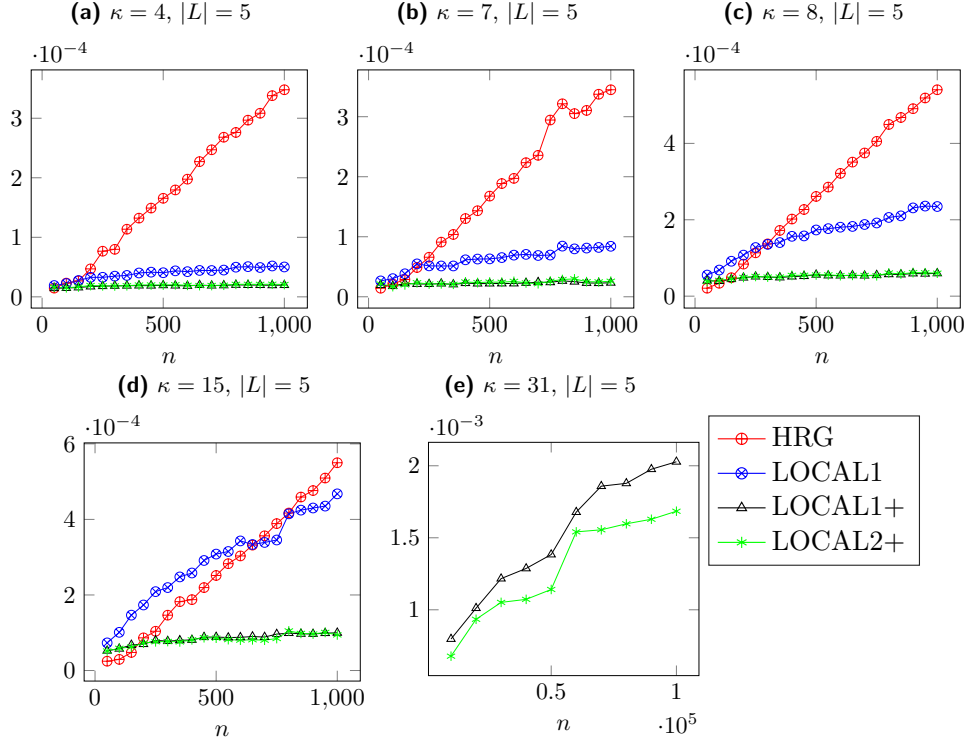 (a) κ = 4, |L| = 5
·10⁻⁴
3
2
1
0
0
500
1,000
n
(b) κ = 7, |L| = 5
·10⁻⁴
3
2
1
0
0
500
1,000
n
(c) κ = 8, |L| = 5
·10⁻⁴
4
2
0
0
500
1,000
n
(d) κ = 15, |L| = 5
·10⁻⁴
6
4
2
0
0
500
1,000
n
(e) κ = 31, |L| = 5
·10⁻³
2
1.5
1
0.5
1
n
·10⁵
HRG
LOCAL1
LOCAL1+
LOCAL2+